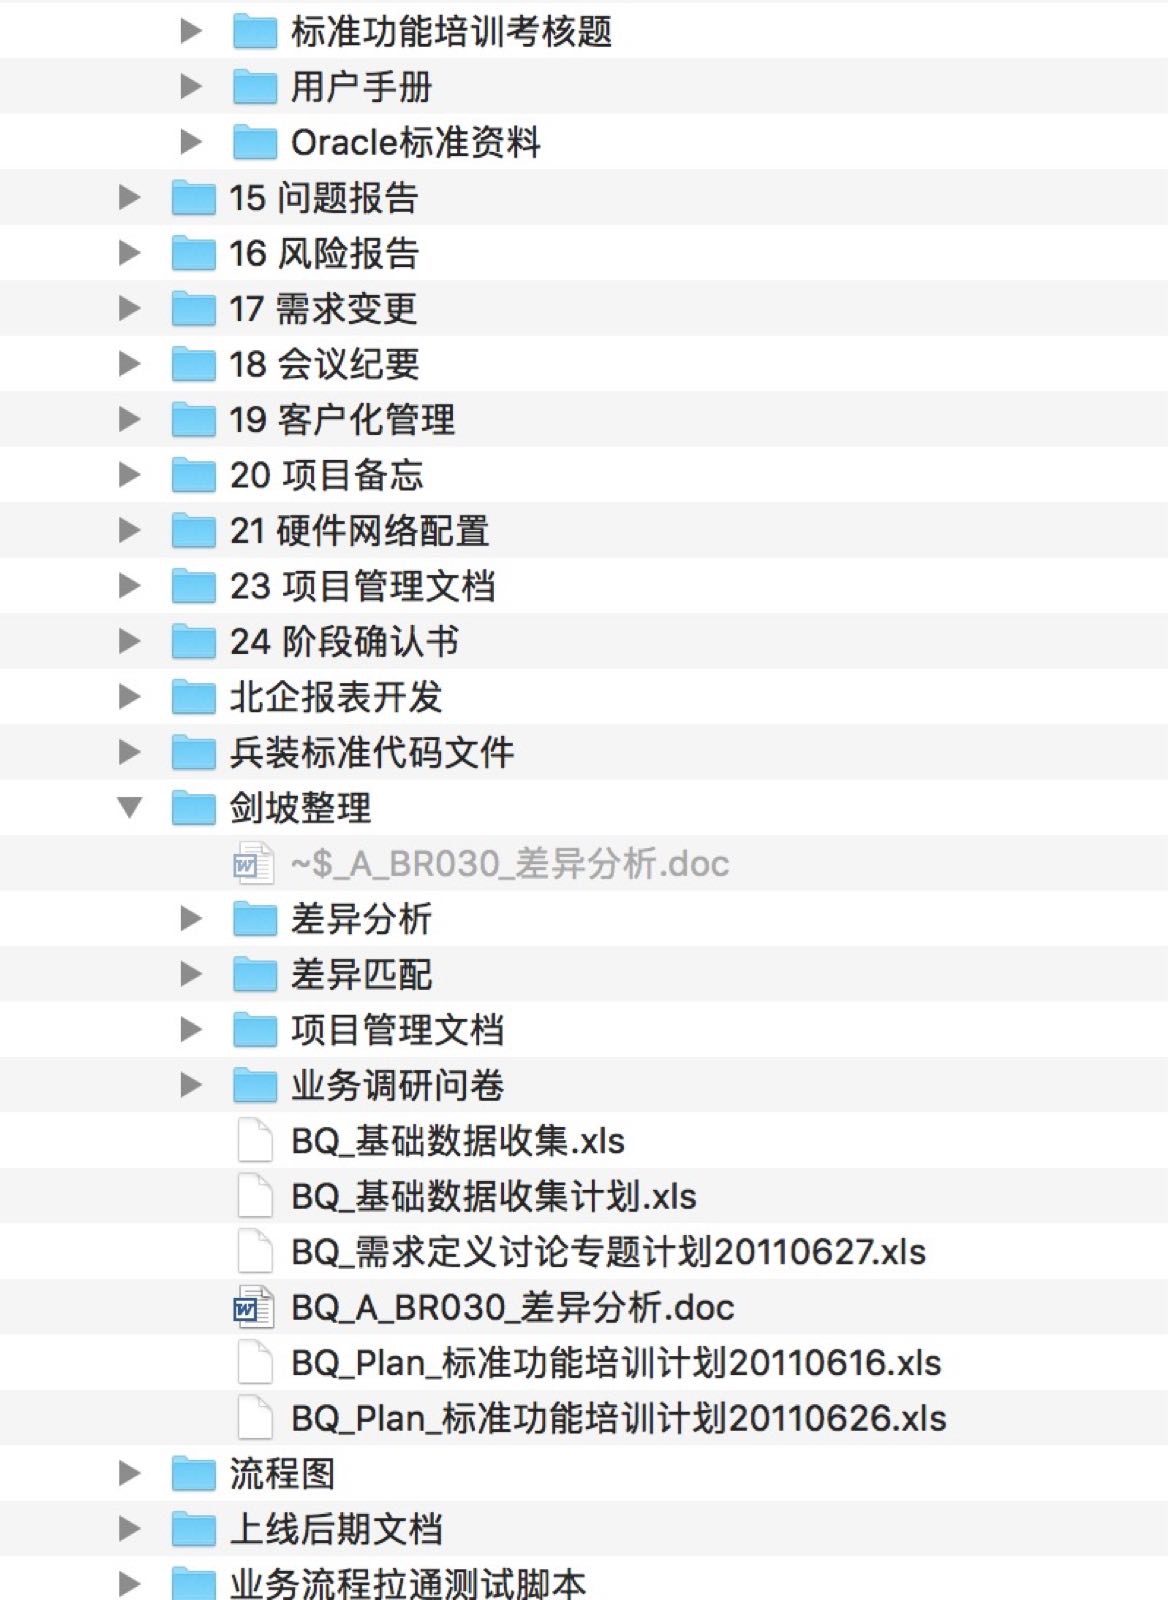 标准功能培训考核题
用户手册
Oracle标准资料
15 问题报告
16 风险报告
17 需求变更
18 会议纪要
19 客户化管理
20 项目备忘
21 硬件网络配置
23 项目管理文档
24 阶段确认书
北企报表开发
兵装标准代码文件
剑坡整理
~$_A_BR030_差异分析.doc
差异分析
差异匹配
项目管理文档
业务调研问卷
BQ_基础数据收集.xls
BQ_基础数据收集计划.xls
BQ_需求定义讨论专题计划20110627.xls
BQ_A_BR030_差异分析.doc
BQ_Plan_标准功能培训计划20110616.xls
BQ_Plan_标准功能培训计划20110626.xls
流程图
上线后期文档
业务流程拉通测试脚本